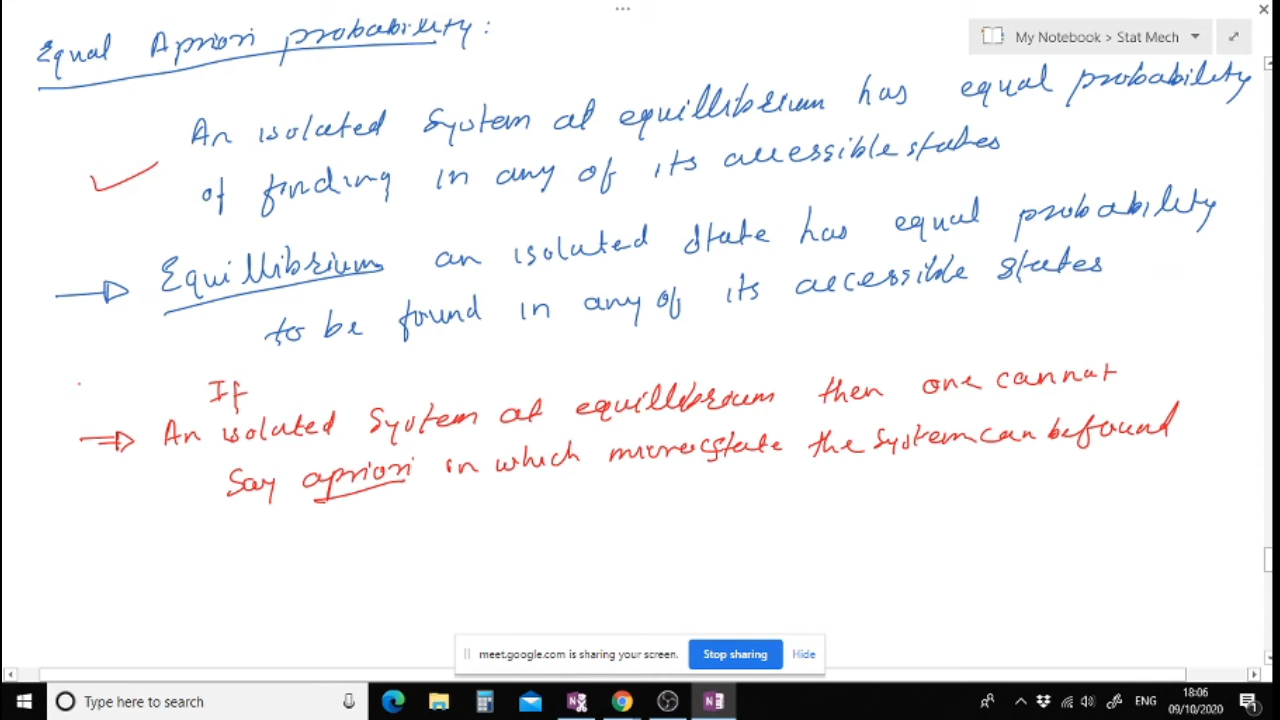 ...
Equal Apriori probability:
My Notebook > Stat Mech
An isolated system at equillibrium has equal probability
of finding in any of its accessible states
Equillibrium an isolated state has equal probability
to be found in any of its accessible states
If
An isolated system at equillibrium then one cannot
say apriori in which microstate the system can be found
meet.google.com is sharing your screen. Stop sharing Hide
Type here to search
ENG
18:06
09/10/2020
1